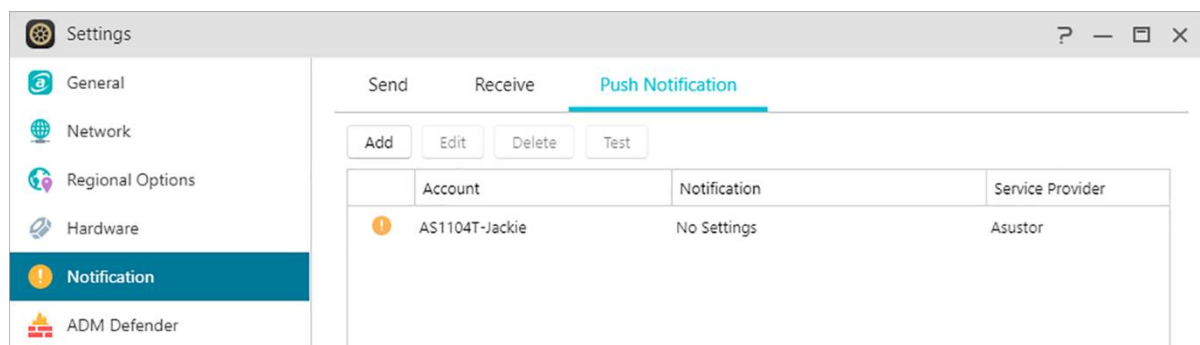 Settings
General
Network
Regional Options
Hardware
Notification
ADM Defender
Send Receive Push Notification
Add Edit Delete Test
Account Notification Service Provider
AS1104T-Jackie No Settings Asustor